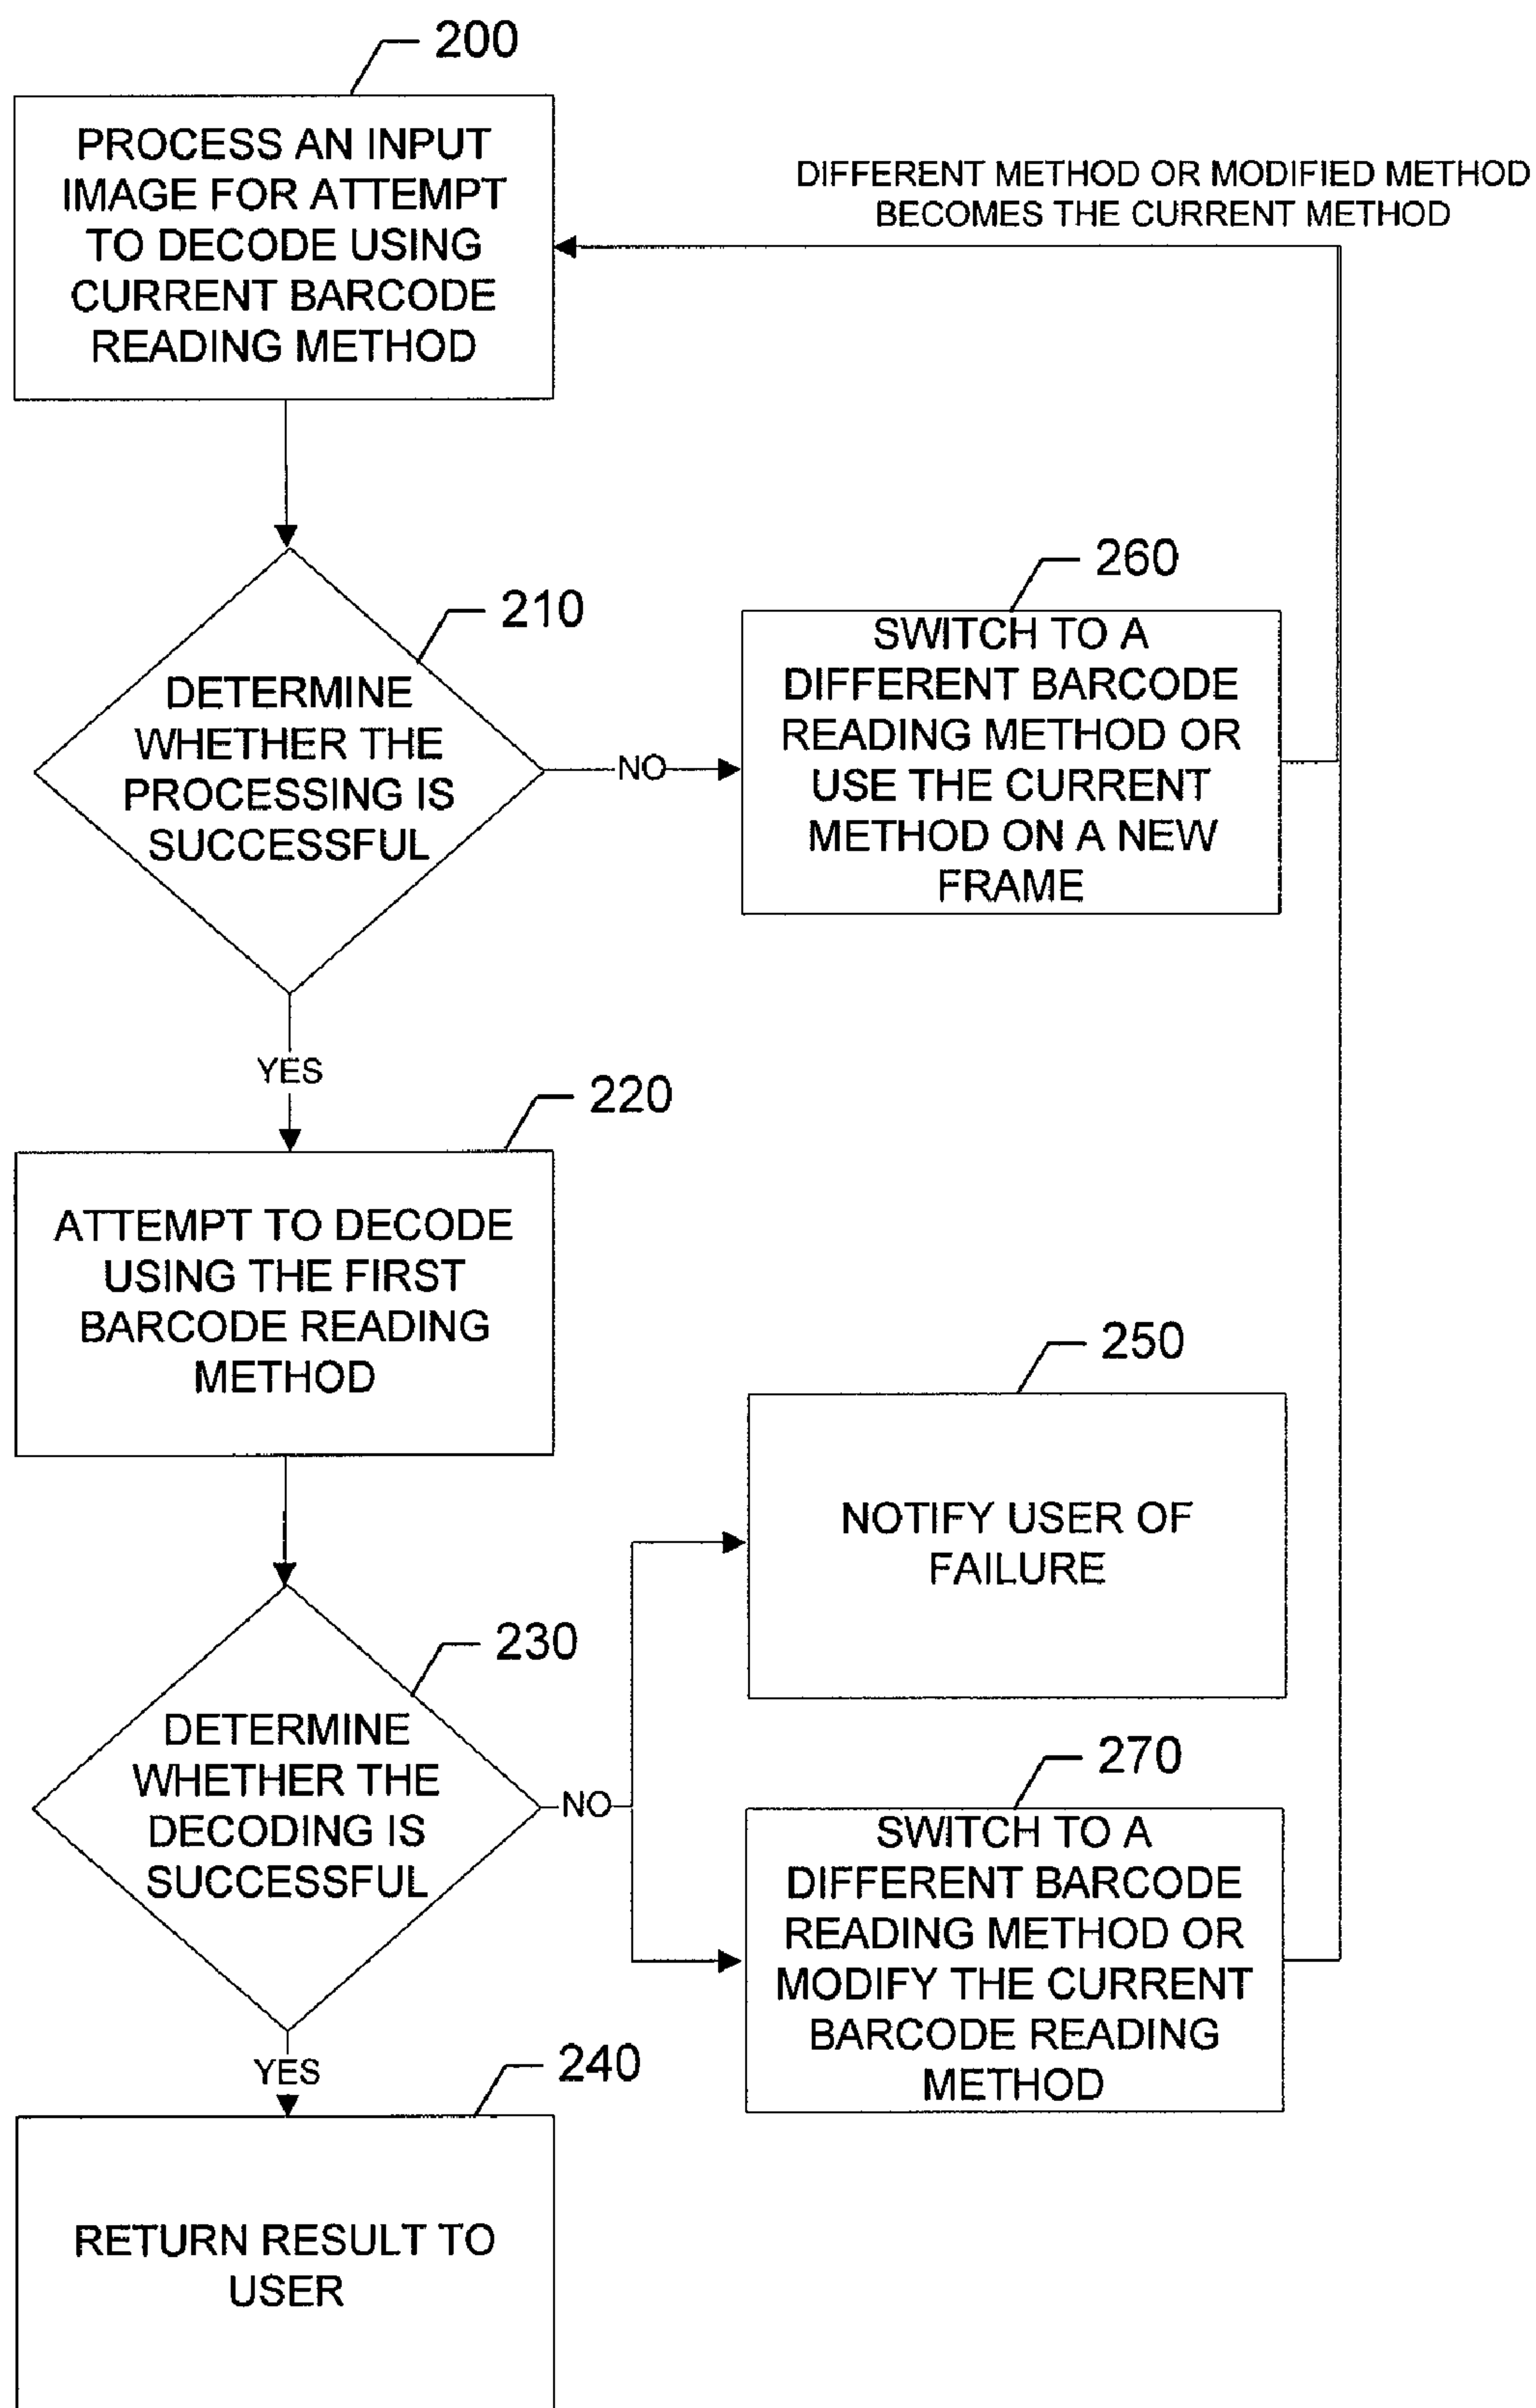 200
PROCESS AN INPUT
IMAGE FOR ATTEMPT
TO DECODE USING
CURRENT BARCODE
READING METHOD
DIFFERENT METHOD OR MODIFIED METHOD
BECOMES THE CURRENT METHOD
210
DETERMINE
WHETHER THE
PROCESSING IS
SUCCESSFUL
NO
260
SWITCH TO A
DIFFERENT BARCODE
READING METHOD OR
USE THE CURRENT
METHOD ON A NEW
FRAME
YES
220
ATTEMPT TO DECODE
USING THE FIRST
BARCODE READING
METHOD
250
NOTIFY USER OF
FAILURE
230
DETERMINE
WHETHER THE
DECODING IS
SUCCESSFUL
NO
270
SWITCH TO A
DIFFERENT BARCODE
READING METHOD OR
MODIFY THE CURRENT
BARCODE READING
METHOD
YES
240
RETURN RESULT TO
USER